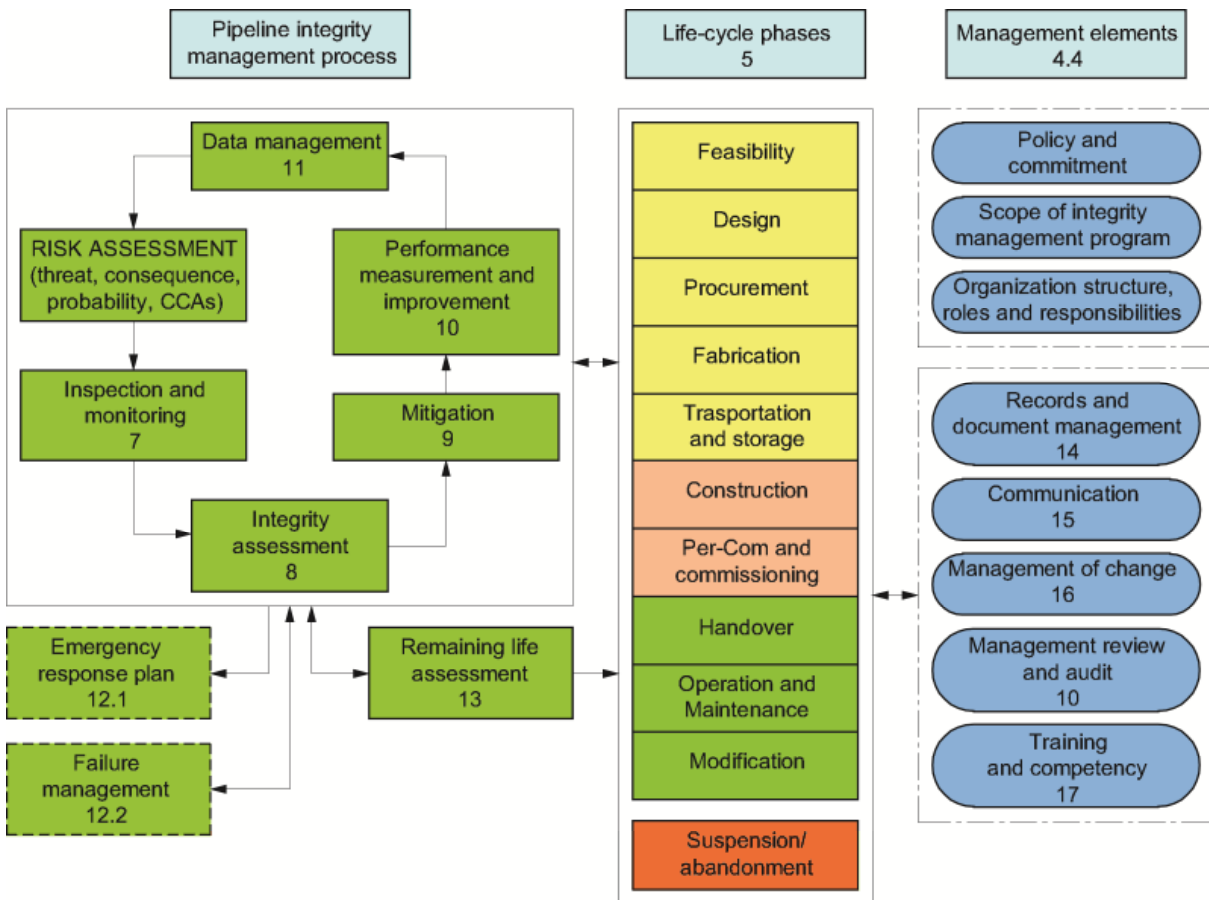 Pipeline integrity
management process
Life-cycle phases
5
Management elements
4.4
Data management
11
RISK ASSESSMENT
(threat, consequence,
probability, CCAs)
Performance
measurement and
improvement
10
Inspection and
monitoring
7
Mitigation
9
Integrity
assessment
8
Emergency
response plan
12.1
Remaining life
assessment
13
Failure
management
12.2
Feasibility
Design
Procurement
Fabrication
Trasportation
and storage
Construction
Per-Com and
commissioning
Handover
Operation and
Maintenance
Modification
Suspension/
abandonment
Policy and
commitment
Scope of integrity
management program
Organization structure,
roles and responsibilities
Records and
document management
14
Communication
15
Management of change
16
Management review
and audit
10
Training
and competency
17